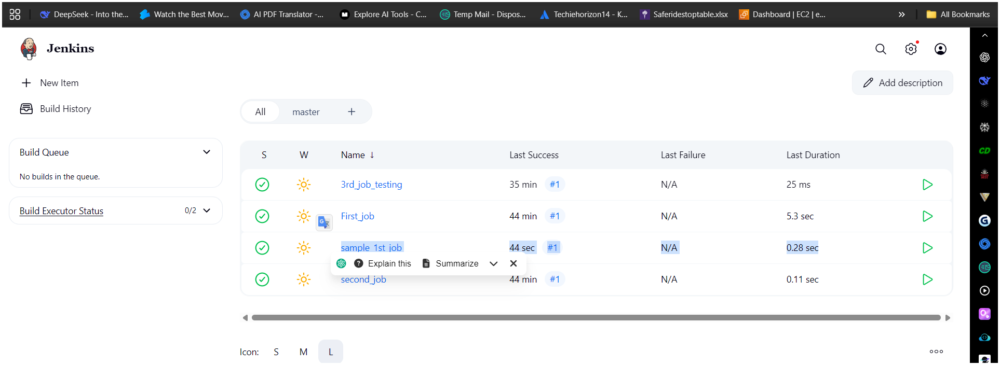 DeepSeek - Into the... Watch the Best Mov... AI PDF Translator -... Explore AI Tools - C... Temp Mail - Dispos... Techiehorizon14 - K... Saferidestoptable.xlsx Dashboard | EC2 | e... » All Bookmarks
Jenkins
New Item
Build History
Add description
All master +
Build Queue
No builds in the queue.
Build Executor Status 0/2
S W Name ↓ Last Success Last Failure Last Duration
3rd_job_testing 35 min #1 N/A 25 ms
First_job 44 min #1 N/A 5.3 sec
sample_1st_job 44 sec #1 N/A 0.28 sec
Explain this Summarize
second_job 44 min #1 N/A 0.11 sec
Icon: S M L
CD